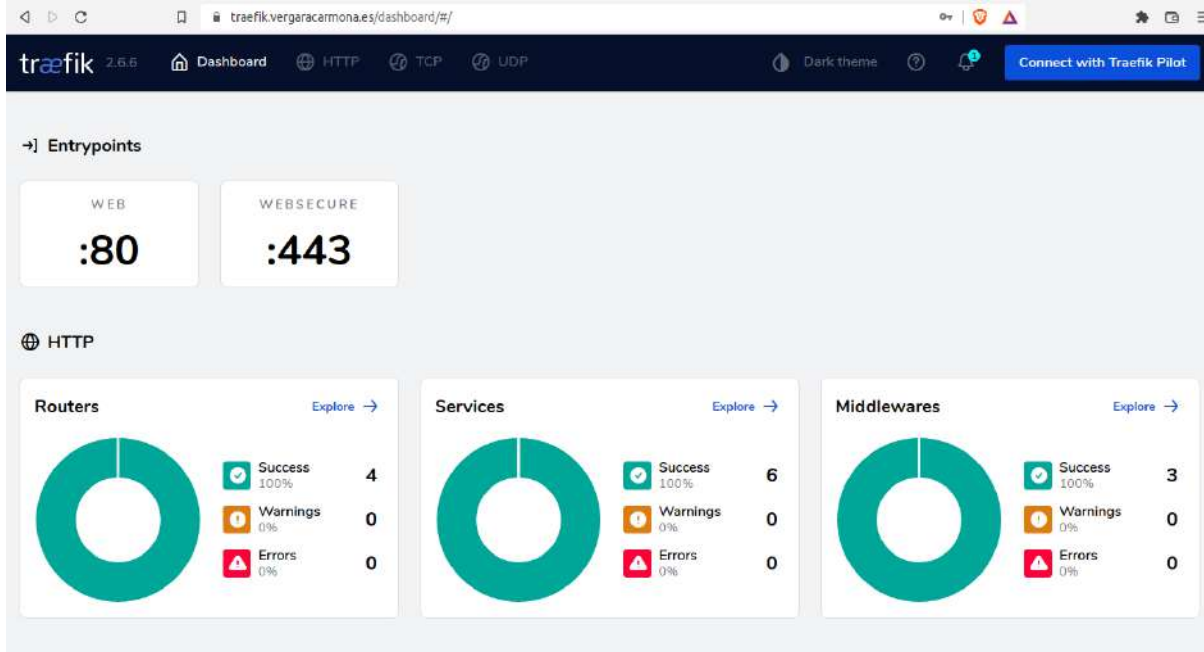 traefik.vergaracarmona.es/dashboard/#/
træfik 2.6.6 Dashboard HTTP TCP UDP Dark theme 1 Connect with Traefik Pilot
Entrypoints
WEB
:80
WEBSECURE
:443
HTTP
Routers Explore →
Success 4
100%
Warnings 0
0%
Errors 0
0%
Services Explore →
Success 6
100%
Warnings 0
0%
Errors 0
0%
Middlewares Explore →
Success 3
100%
Warnings 0
0%
Errors 0
0%